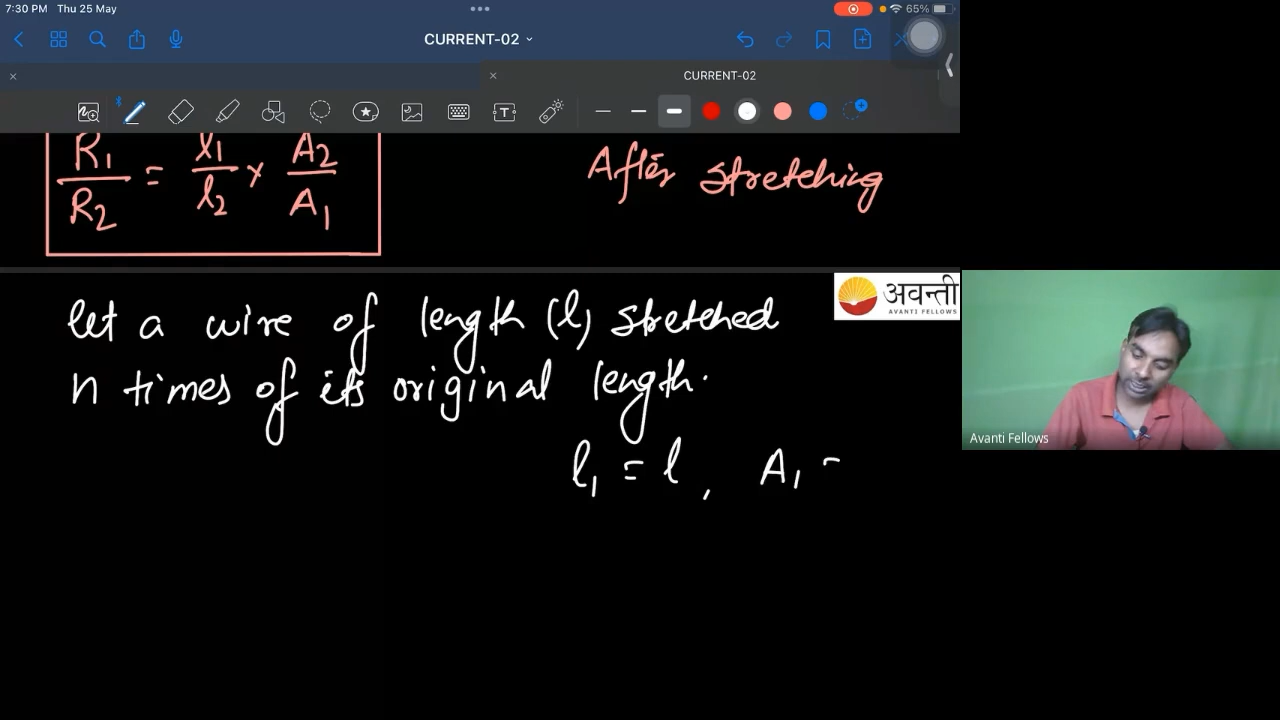 7:30 PM Thu 25 May
65%
CURRENT-02
CURRENT-02
R1/R2 = l1/l2 × A2/A1
After stretching
अवन्ती
AVANTI FELLOWS
let a wire of length (l) stretched
n times of its original length.
l1 = l, A1 =
Avanti Fellows